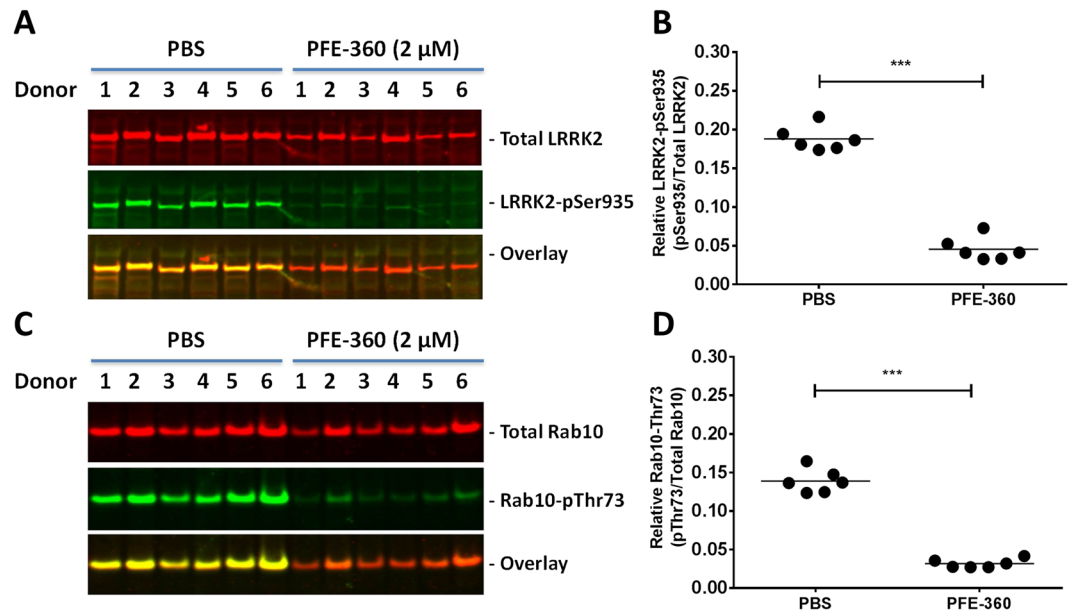 A
PBS PFE-360 (2 µM)
Donor 1 2 3 4 5 6 1 2 3 4 5 6
- Total LRRK2
- LRRK2-pSer935
- Overlay
B
Relative LRRK2-pSer935
(pSer935/Total LRRK2)
0.30
0.25
0.20
0.15
0.10
0.05
0.00
***
PBS PFE-360
C
PBS PFE-360 (2 µM)
Donor 1 2 3 4 5 6 1 2 3 4 5 6
- Total Rab10
- Rab10-pThr73
- Overlay
D
Relative Rab10-Thr73
(pThr73/Total Rab10)
0.30
0.25
0.20
0.15
0.10
0.05
0.00
***
PBS PFE-360